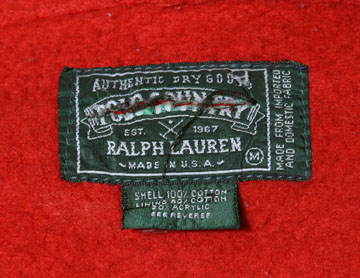 AUTHENTIC DRY GOODS
POLO COUNTRY
EST. 1967
RALPH LAUREN
MADE IN U.S.A.
M
MADE FROM IMPORTED
AND DOMESTIC FABRIC
SHELL 100% COTTON
LINING 80% COTTON
20% ACRYLIC
SEE REVERSE